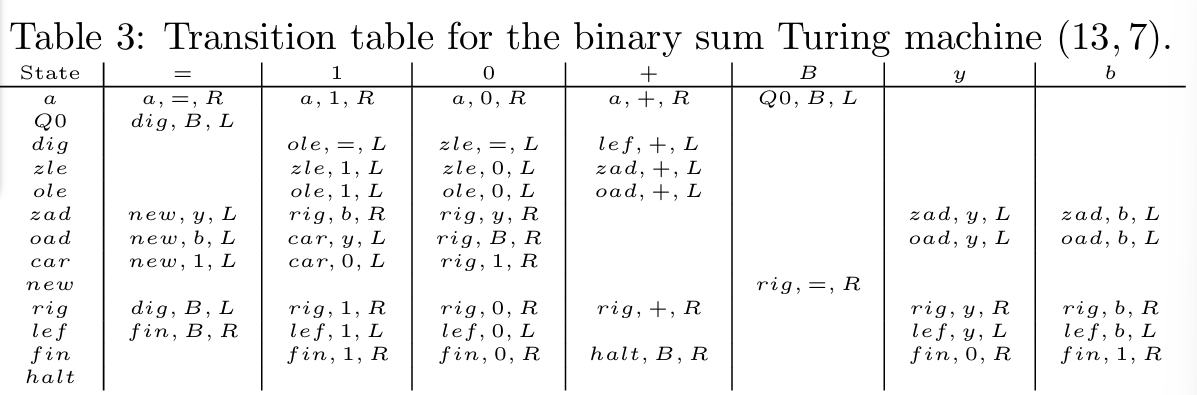 Table 3: Transition table for the binary sum Turing machine (13, 7).
State = 1 0 + B y b
a a, =, R a, 1, R a, 0, R a, +, R Q0, B, L
Q0 dig, B, L
dig ole, =, L zle, =, L lef, +, L
zle zle, 1, L zle, 0, L zad, +, L
ole ole, 1, L ole, 0, L oad, +, L
zad new, y, L rig, b, R rig, y, R zad, y, L zad, b, L
oad new, b, L car, y, L rig, B, R oad, y, L oad, b, L
car new, 1, L car, 0, L rig, 1, R
new rig, =, R
rig dig, B, L rig, 1, R rig, 0, R rig, +, R rig, y, R rig, b, R
lef fin, B, R lef, 1, L lef, 0, L lef, y, L lef, b, L
fin fin, 1, R fin, 0, R halt, B, R fin, 0, R fin, 1, R
halt